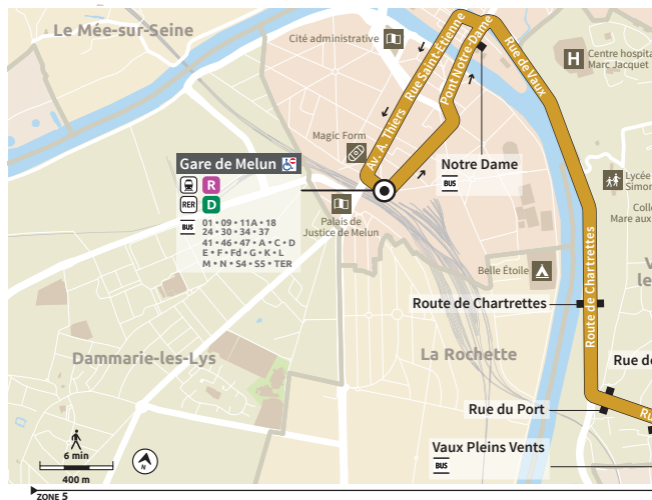 Le Mée-sur-Seine
Cité administrative
Rue Saint-Étienne
Av. A. Thiers
Pont Notre-Dame
Rue de Vaux
H
Centre hospita
Marc Jacquet
Magic Form
Gare de Melun
R
RER D
BUS
01 • 09 • 11A • 18
24 • 30 • 34 • 37
41 • 46 • 47 • A • C • D
E • F • Fd • G • K • L
M • N • S4 • S5 • TER
Palais de
Justice de Melun
Notre Dame
BUS
Lycée
Simon
Coll
Mare aux
Belle Étoile
V
le
Route de Chartrettes
Route de Chartrettes
Dammarie-les-Lys
La Rochette
Rue de
Rue du Port
Ru
Vaux Pleins Vents
BUS
6 min
400 m
N
ZONE 5